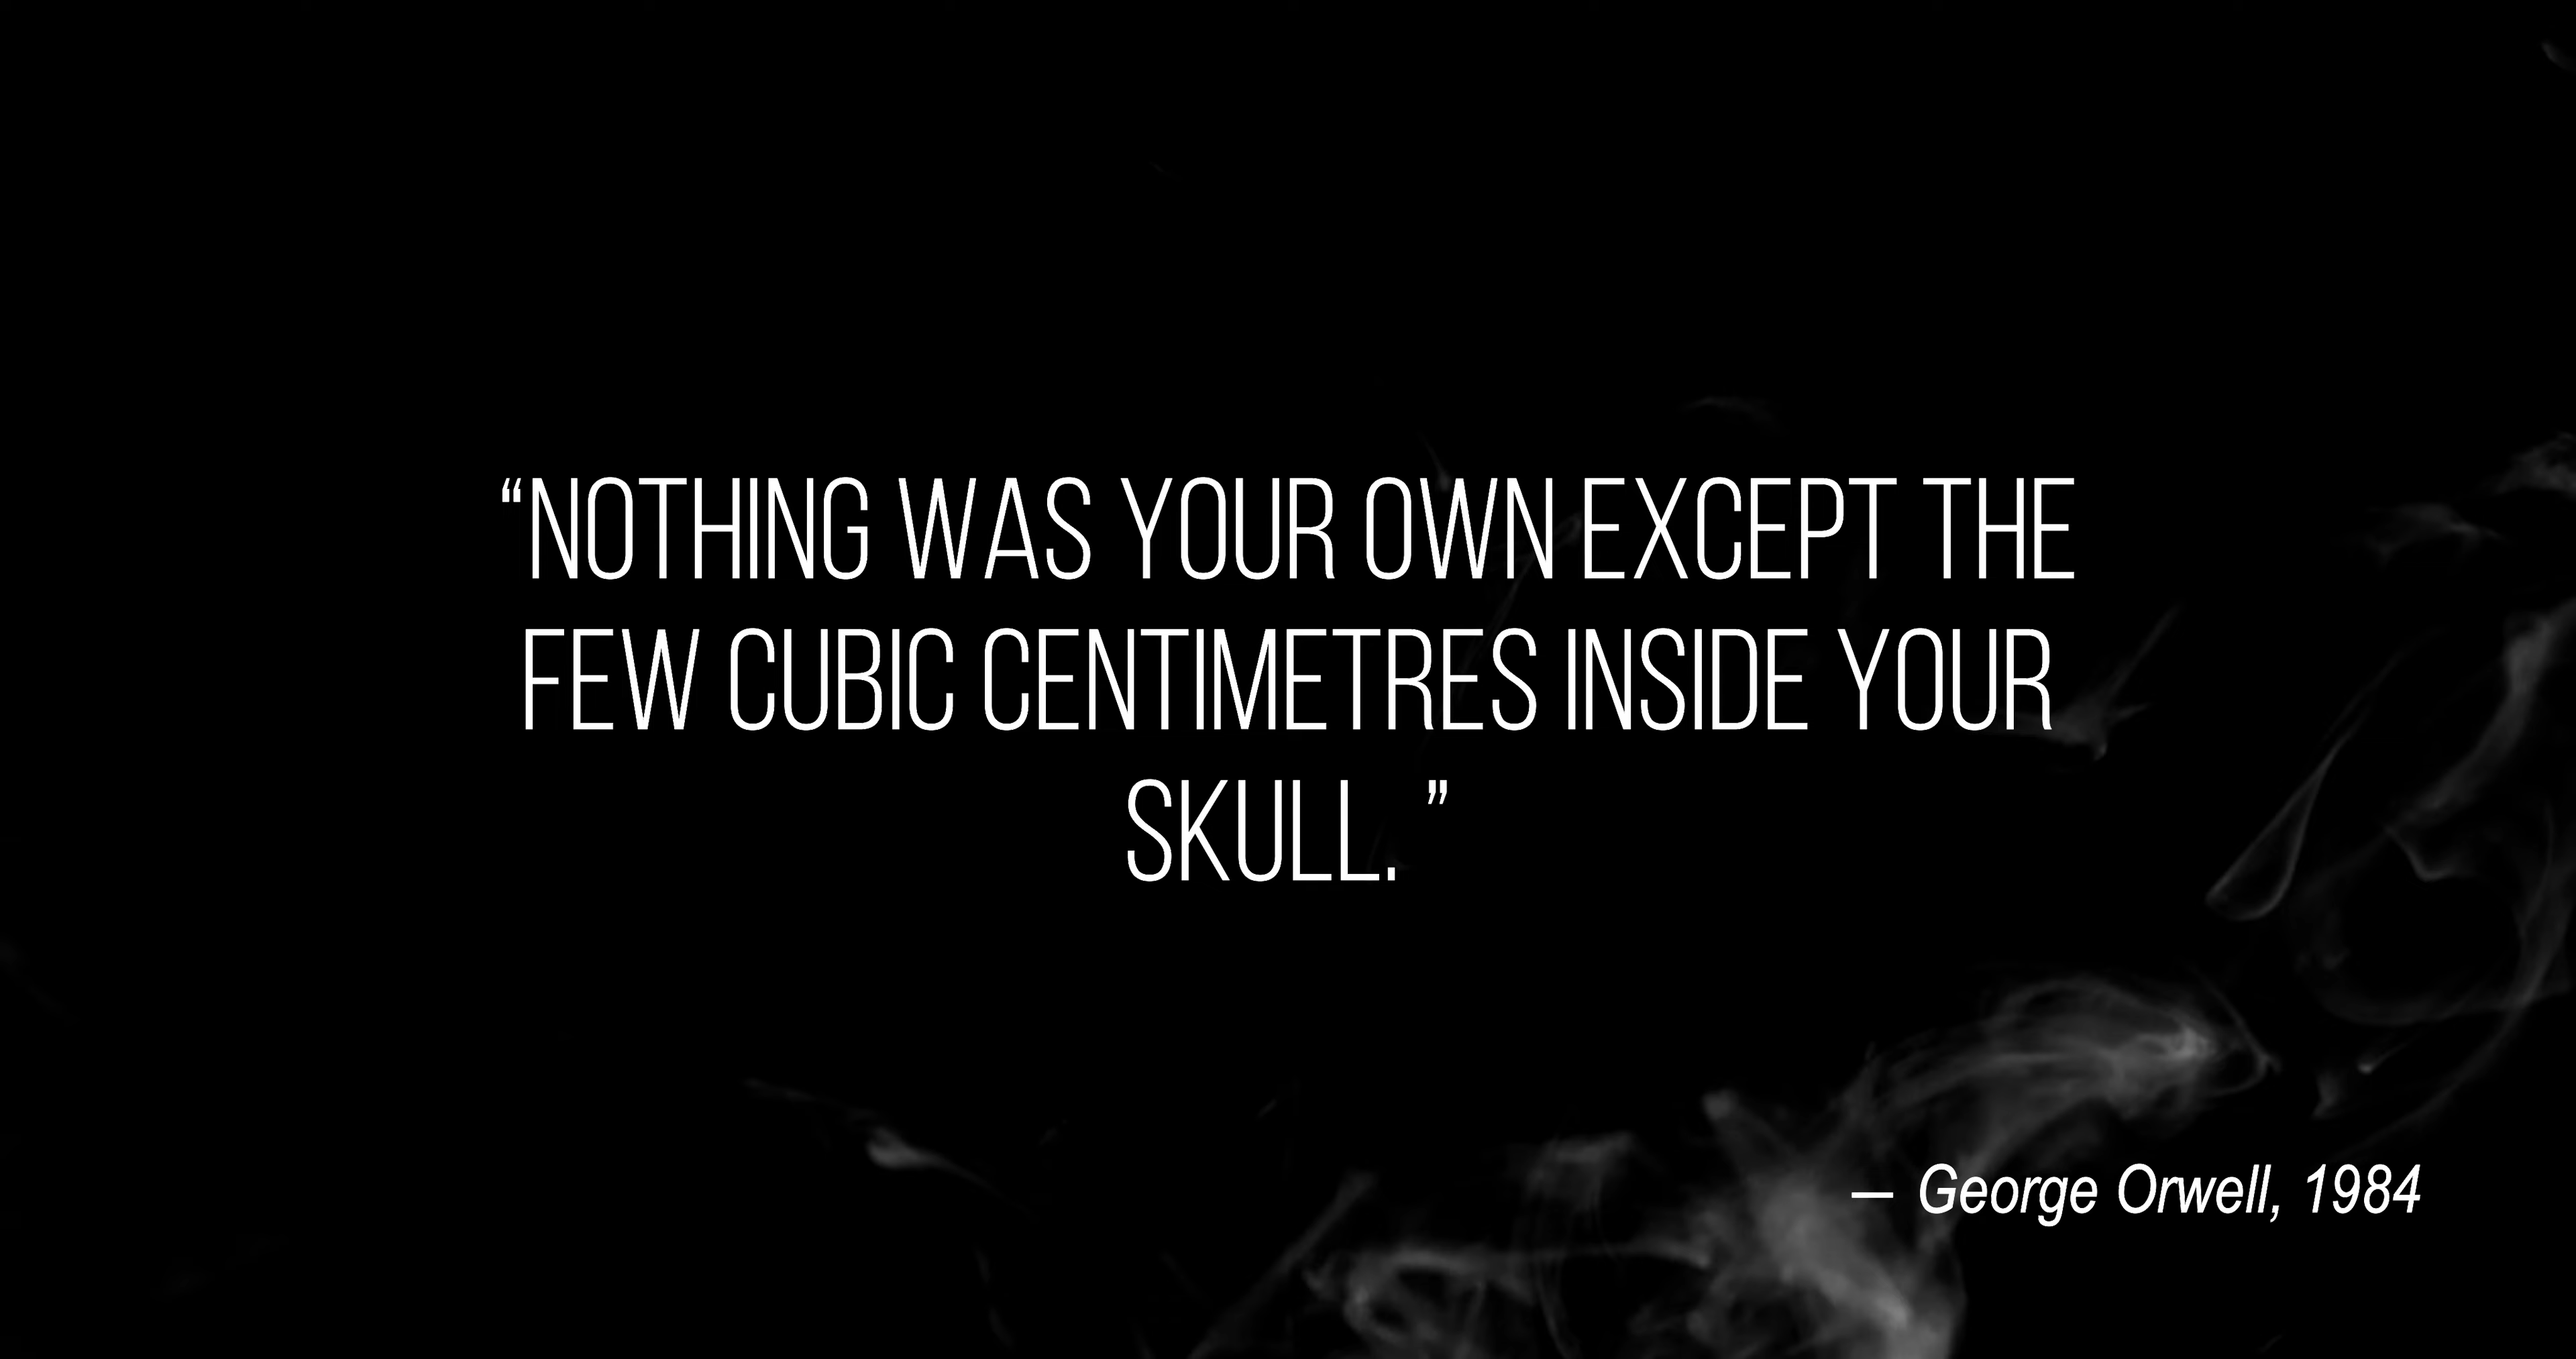 “NOTHING WAS YOUR OWN EXCEPT THE
FEW CUBIC CENTIMETRES INSIDE YOUR
SKULL. ”
— George Orwell, 1984